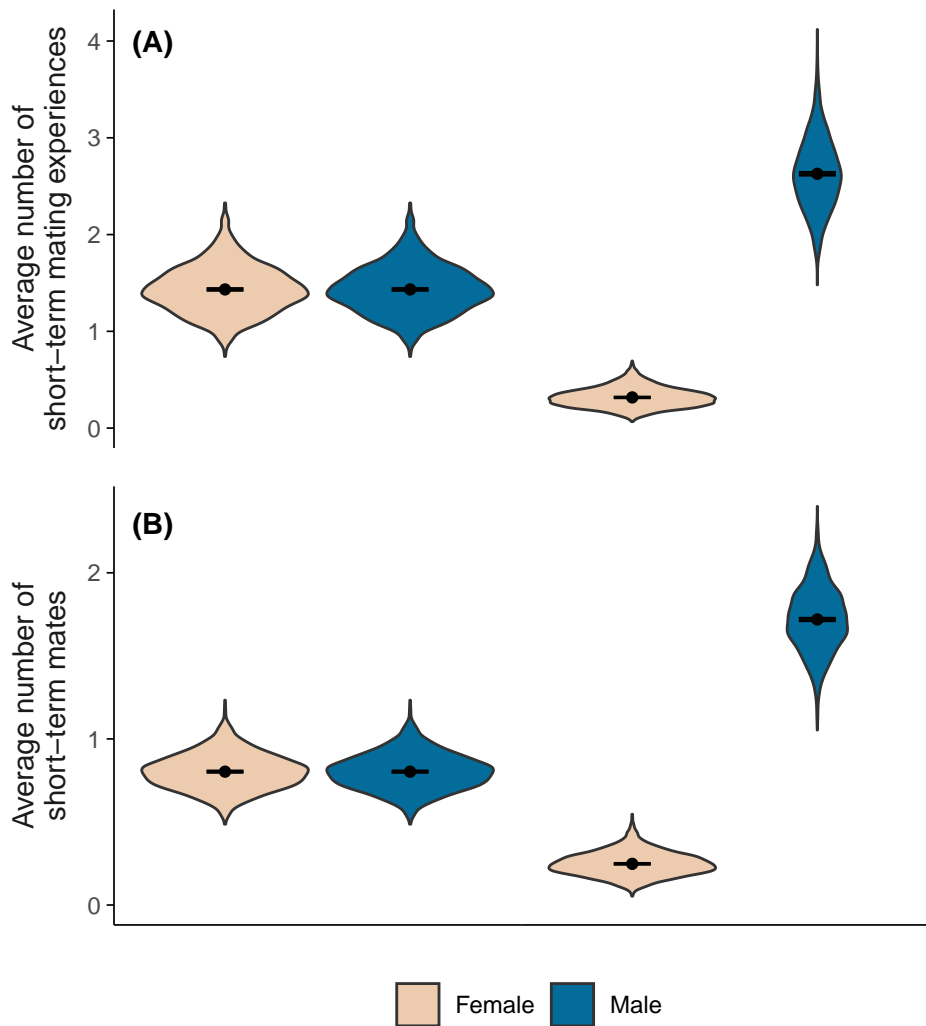 (A)
Average number of
short−term mating experiences
4
3
2
1
0
(B)
Average number of
short−term mates
2
1
0
Female
Male